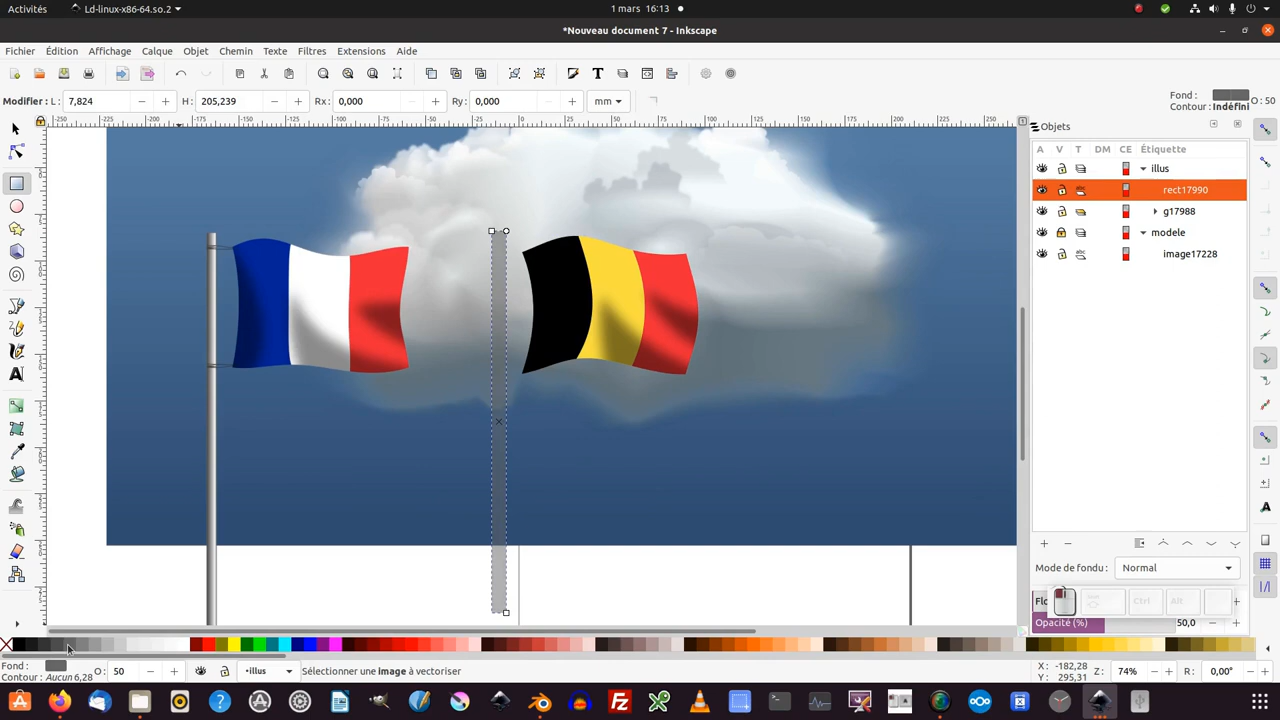 Activités
Ld-linux-x86-64.so.2
1 mars 16:13
*Nouveau document 7 - Inkscape
Fichier Édition Affichage Calque Objet Chemin Texte Filtres Extensions Aide
Modifier : L : 7,824 − + H : 205,239 − + Rx : 0,000 − + Ry : 0,000 − + mm
Fond :
Contour : Indéfini
O : 50
Objets
A V T DM CE Étiquette
illus
rect17990
g17988
modele
image17228
Mode de fondu : Normal
Flo
Ctrl
Alt
Opacité (%) 50,0
Fond :
Contour : Aucun 6,28
O : 50 − +
•illus
Sélectionner une image à vectoriser
X : -182,28
Y : 295,31
Z : 74% − +
R : 0,00° − +